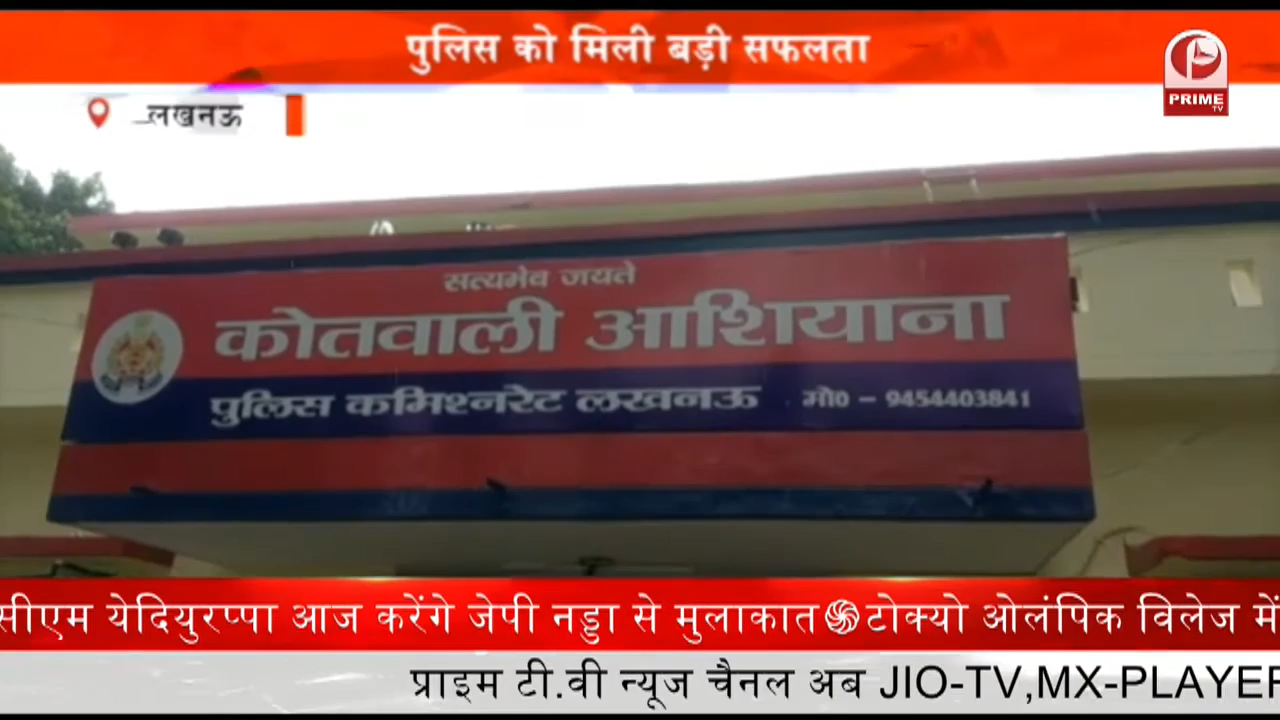 पुलिस को मिली बड़ी सफलता
PRIME
TV
लखनऊ
सत्यमेव जयते
कोतवाली आशियाना
पुलिस कमिश्नरेट लखनऊ मो0 - 9454403841
सीएम येदियुरप्पा आज करेंगे जेपी नड्डा से मुलाकात टोक्यो ओलंपिक विलेज में
प्राइम टी.वी न्यूज चैनल अब JIO-TV,MX-PLAYER